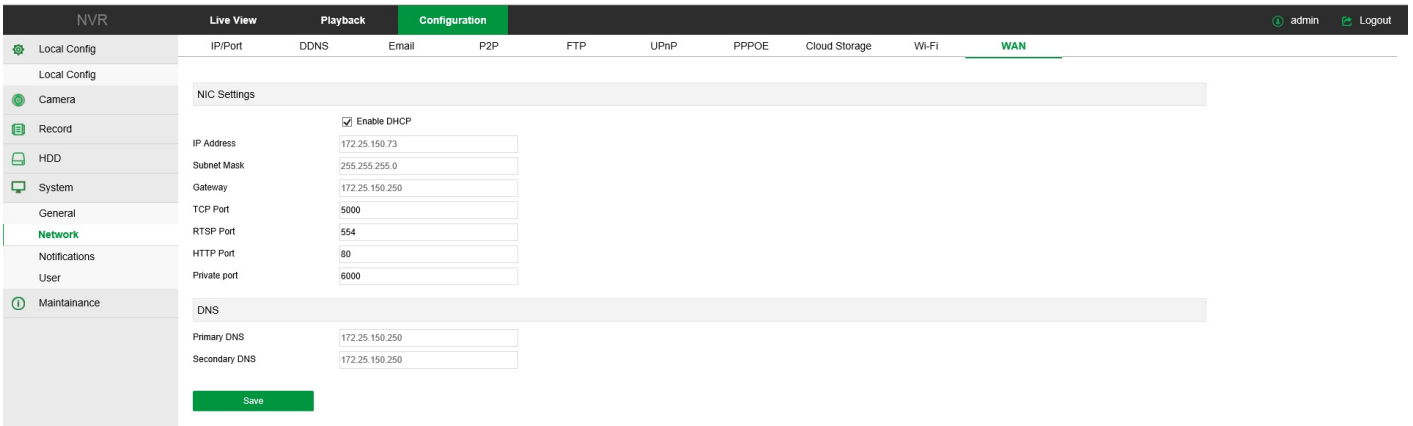 NVR Live View Playback Configuration admin Logout
Local Config IP/Port DDNS Email P2P FTP UPnP PPPOE Cloud Storage Wi-Fi WAN
Local Config
Camera
Record
HDD
System
General
Network
Notifications
User
Maintainance
NIC Settings
Enable DHCP
IP Address 172.25.150.73
Subnet Mask 255.255.255.0
Gateway 172.25.150.250
TCP Port 5000
RTSP Port 554
HTTP Port 80
Private port 6000
DNS
Primary DNS 172.25.150.250
Secondary DNS 172.25.150.250
Save